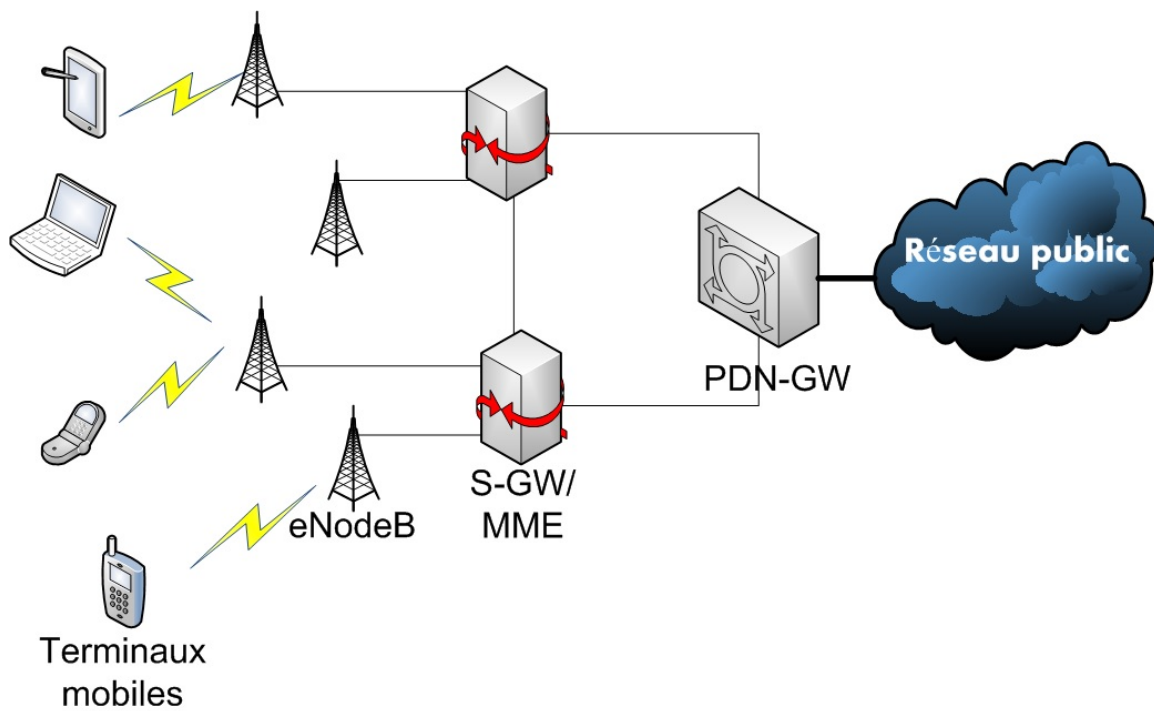 Réseau public
PDN-GW
S-GW/
MME
eNodeB
Terminaux
mobiles